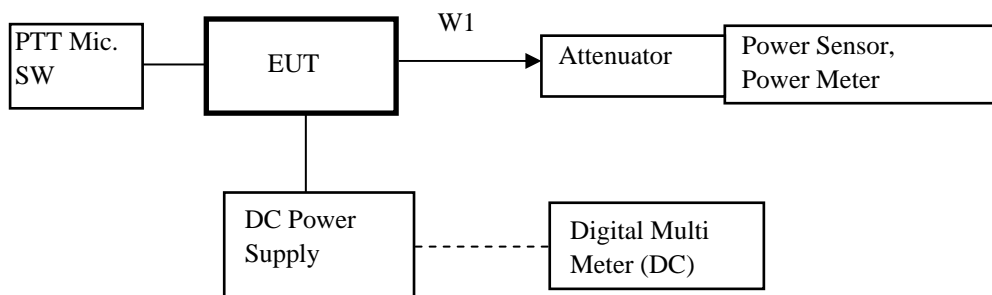 W1
PTT Mic.
SW
EUT
Attenuator
Power Sensor,
Power Meter
DC Power
Supply
Digital Multi
Meter (DC)